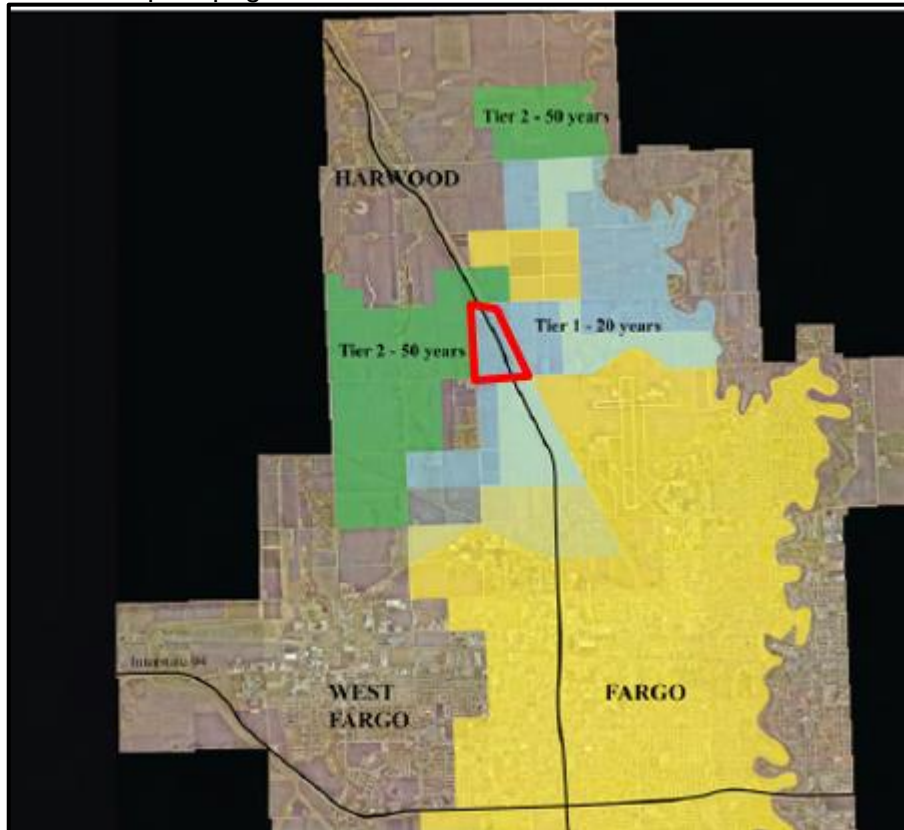 Tier 2 - 50 years
HARWOOD
Tier 1 - 20 years
Tier 2 - 50 years
Interstate 94
WEST
FARGO
FARGO